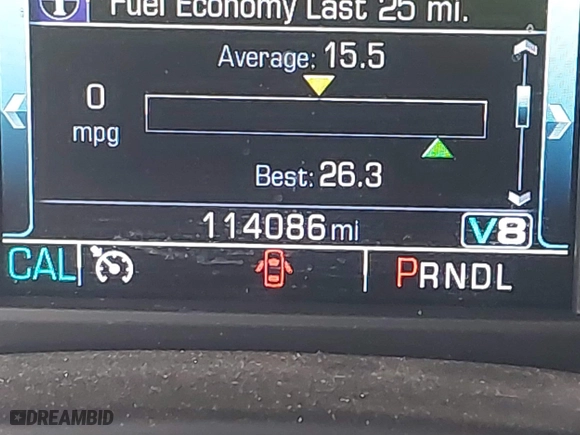 Fuel Economy Last 25 mi.
Average: 15.5
0
mpg
Best: 26.3
114086 mi
V8
CAL
PRNDL
DREAMBID